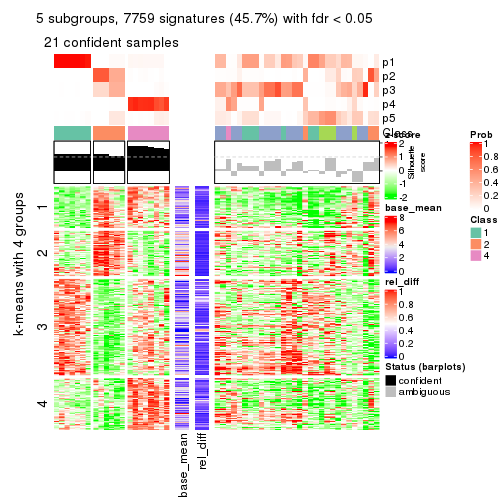 5 subgroups, 7759 signatures (45.7%) with fdr < 0.05
21 confident samples
p1
p2
p3
p4
p5
Class
Silhouette
score
k-means with 4 groups
1
2
3
4
base_mean
rel_diff
z-score
2
1
0
-1
-2
base_mean
8
6
4
2
0
rel_diff
1
0.8
0.6
0.4
0.2
0
Status (barplots)
confident
ambiguous
Prob
1
0.8
0.6
0.4
0.2
0
Class
1
2
4